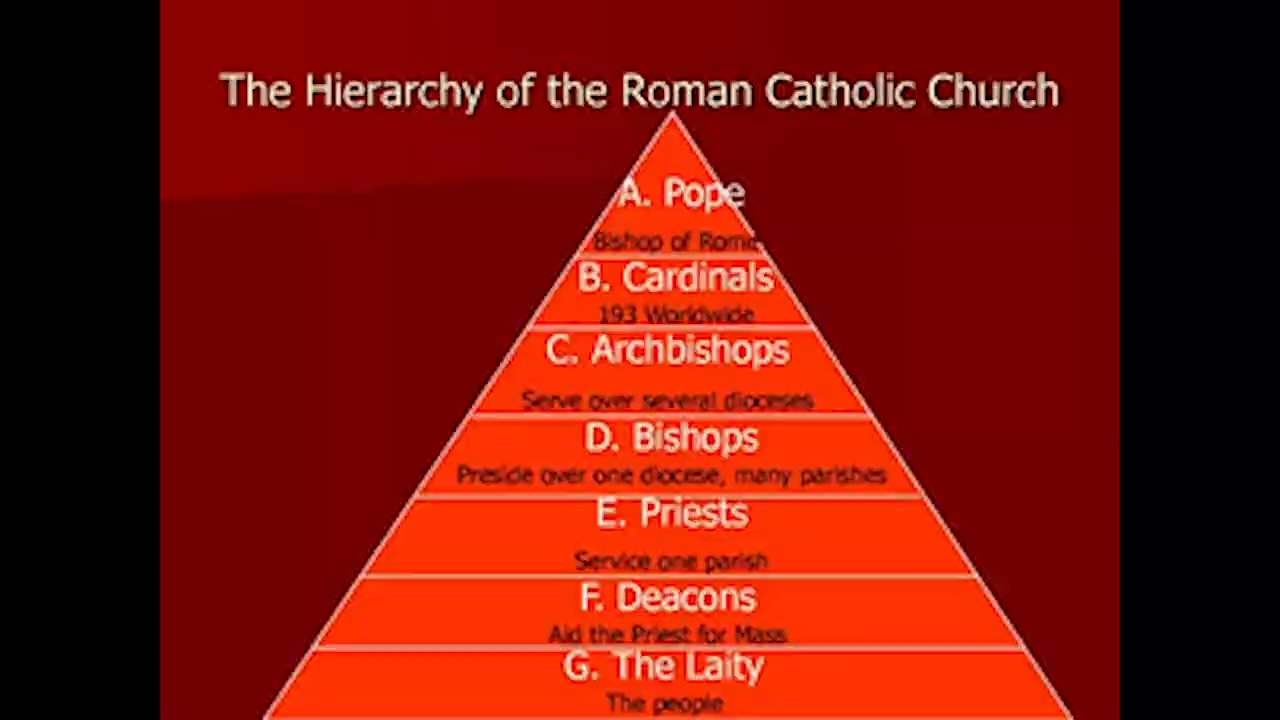 The Hierarchy of the Roman Catholic Church
A. Pope
Bishop of Rome
B. Cardinals
193 Worldwide
C. Archbishops
Serve over several dioceses
D. Bishops
Preside over one diocese, many parishes
E. Priests
Service one parish
F. Deacons
Aid the Priest for Mass
G. The Laity
The people